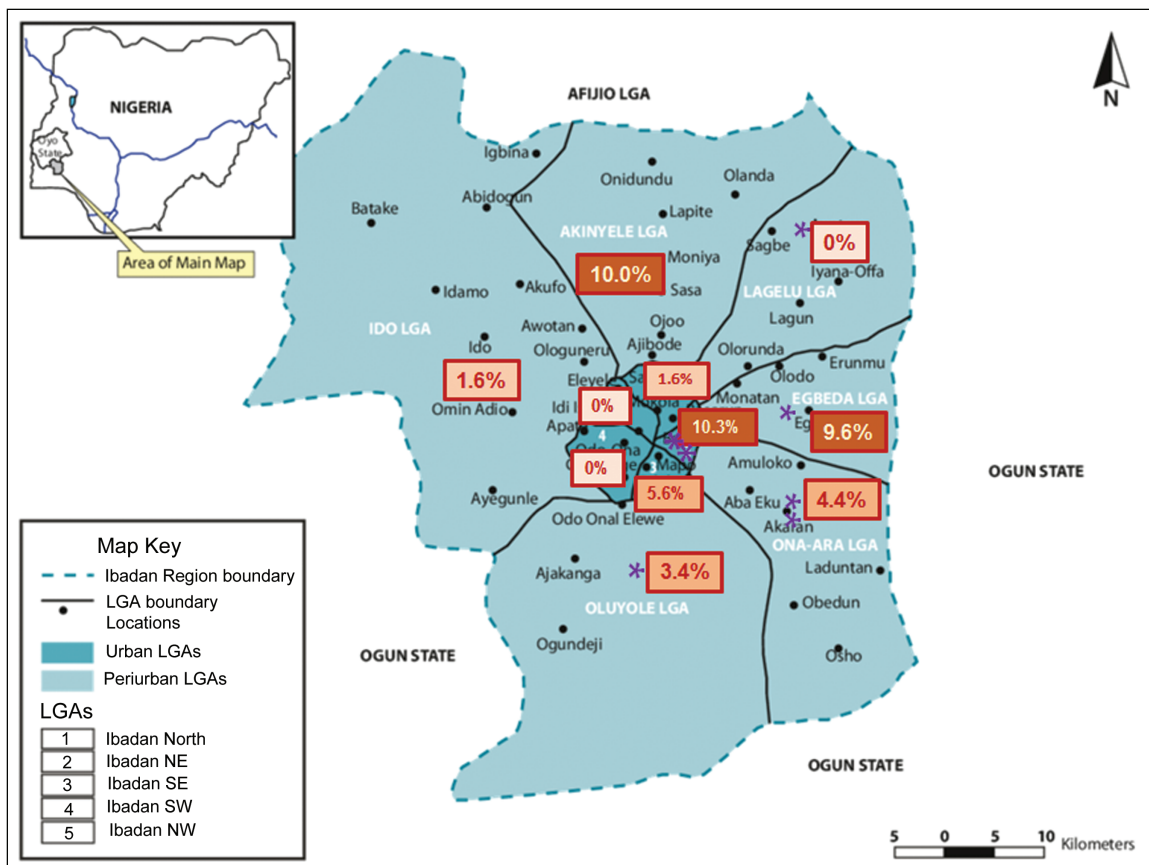 NIGERIA
Oyo
State
Area of Main Map
N
AFIJIO LGA
Igbina
Onidundu
Olanda
Abidogun
Batake
Lapite
AKINYELE LGA
Sagbe
0%
Moniya
10.0%
Iyana-Offa
Akufo
Idamo
Sasa
LAGELU LGA
Lagun
IDO LGA
Awotan
Ojoo
Ido
Ajibode
Ologuneru
Olorunda
Erunmu
Olodo
1.6%
Eleyele
1.6%
Monatan
EGBEDA LGA
Omin Adio
0%
10.3%
9.6%
4
Mapo
Amuloko
OGUN STATE
0%
3
5.6%
Ayegunle
Aba Eku
4.4%
Odo Onal Elewe
Akaran
ONA-ARA LGA
Ajakanga
3.4%
Laduntan
OLUYOLE LGA
Obedun
Ogundeji
OGUN STATE
Osho
OGUN STATE
Map Key
Ibadan Region boundary
LGA boundary
Locations
Urban LGAs
Periurban LGAs
LGAs
1 Ibadan North
2 Ibadan NE
3 Ibadan SE
4 Ibadan SW
5 Ibadan NW
5 0 5 10 Kilometers